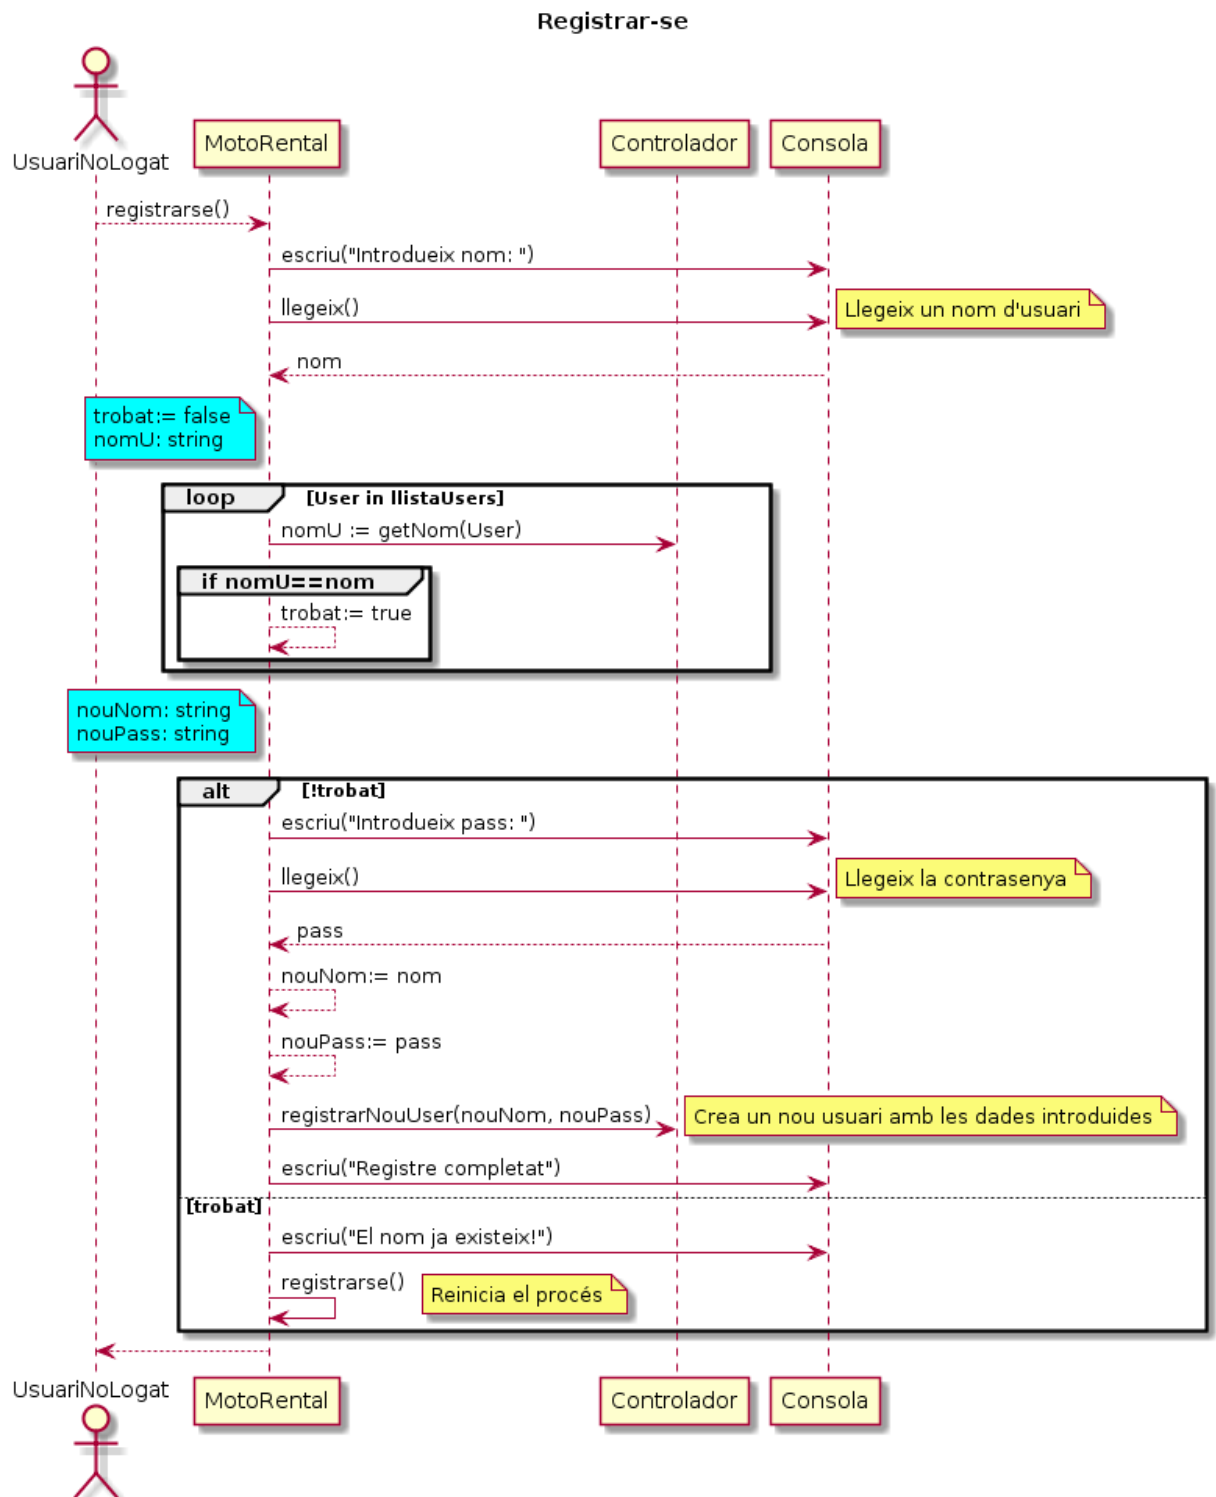 Registrar-se
UsuariNoLogat
MotoRental
Controlador
Consola
registrarse()
escriu("Introdueix nom: ")
llegeix()
Llegeix un nom d'usuari
nom
trobat:= false
nomU: string
loop
[User in llistaUsers]
nomU := getNom(User)
if nomU==nom
trobat:= true
nouNom: string
nouPass: string
alt
[!trobat]
escriu("Introdueix pass: ")
llegeix()
Llegeix la contrasenya
pass
nouNom:= nom
nouPass:= pass
registrarNouUser(nouNom, nouPass)
Crea un nou usuari amb les dades introduides
escriu("Registre completat")
[trobat]
escriu("El nom ja existeix!")
registrarse()
Reinicia el procés
UsuariNoLogat
MotoRental
Controlador
Consola